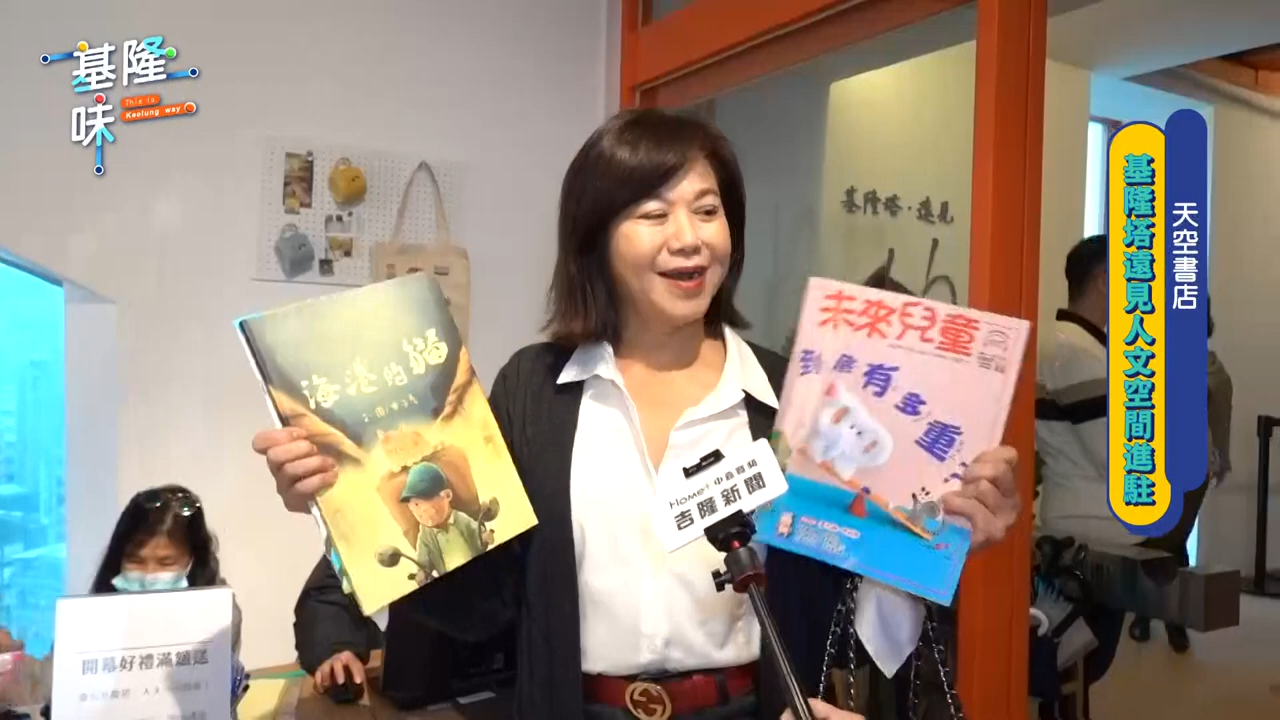 基隆
味
This is
Keelung way
天空書店
基隆塔遠見人文空間進駐
基隆塔·遠見
海港的貓
未來兒童
到底有多重
Home+中嘉寬頻
吉隆新聞
開幕好禮滿額送